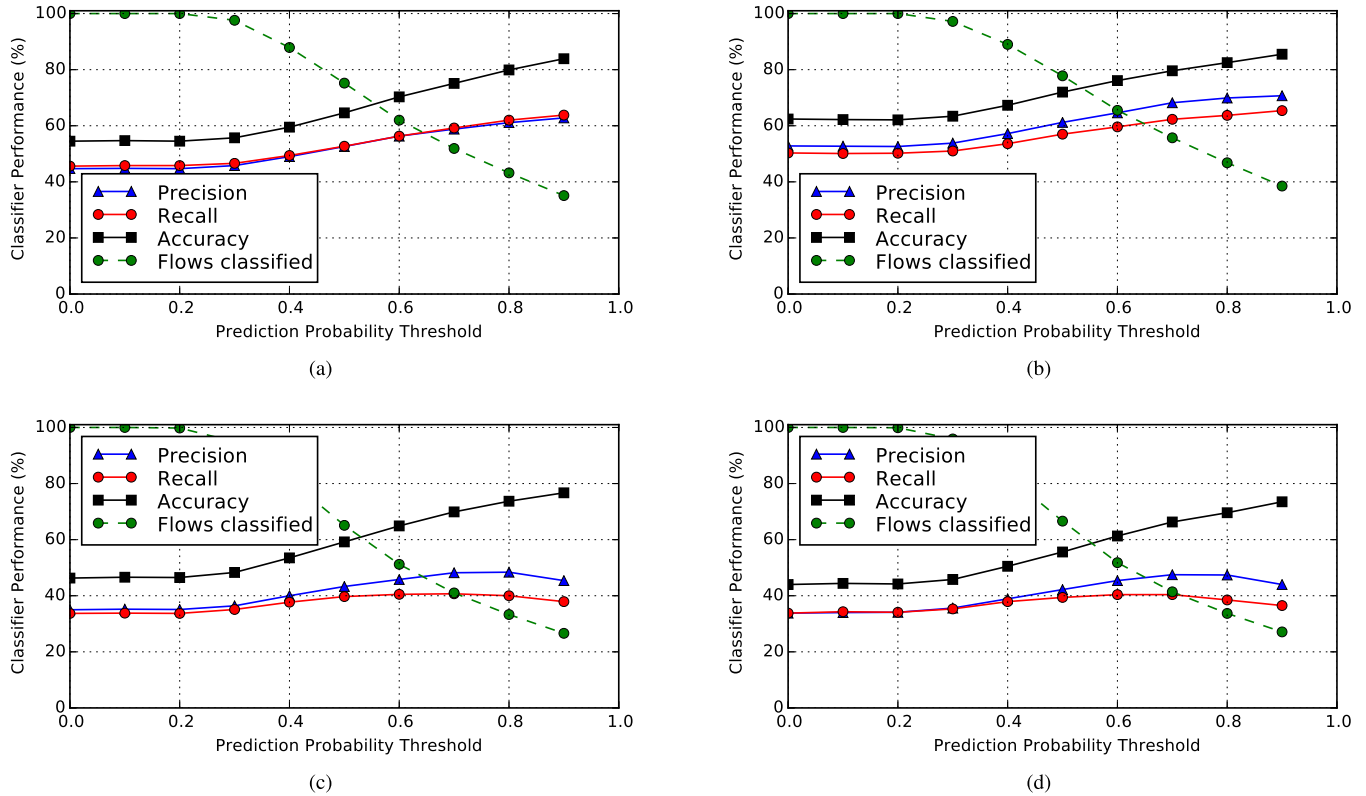 100
80
60
40
20
0
Classifier Performance (%)
Precision
Recall
Accuracy
Flows classified
0.0 0.2 0.4 0.6 0.8 1.0
Prediction Probability Threshold
(a)
100
80
60
40
20
0
Classifier Performance (%)
Precision
Recall
Accuracy
Flows classified
0.0 0.2 0.4 0.6 0.8 1.0
Prediction Probability Threshold
(b)
100
80
60
40
20
0
Classifier Performance (%)
Precision
Recall
Accuracy
Flows classified
0.0 0.2 0.4 0.6 0.8 1.0
Prediction Probability Threshold
(c)
100
80
60
40
20
0
Classifier Performance (%)
Precision
Recall
Accuracy
Flows classified
0.0 0.2 0.4 0.6 0.8 1.0
Prediction Probability Threshold
(d)